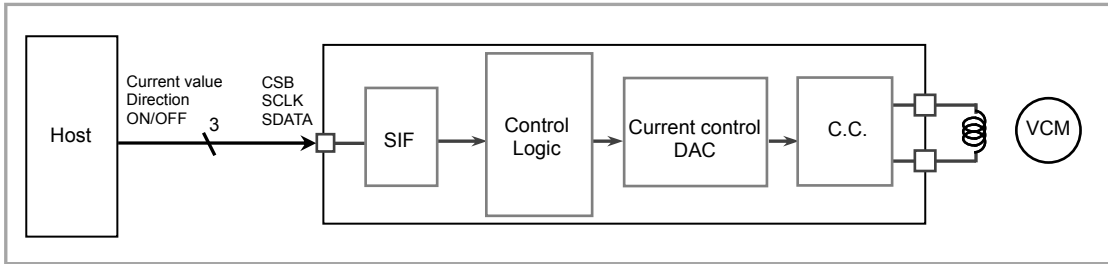 Host
Current value
Direction
ON/OFF
3
CSB
SCLK
SDATA
SIF
Control
Logic
Current control
DAC
C.C.
VCM